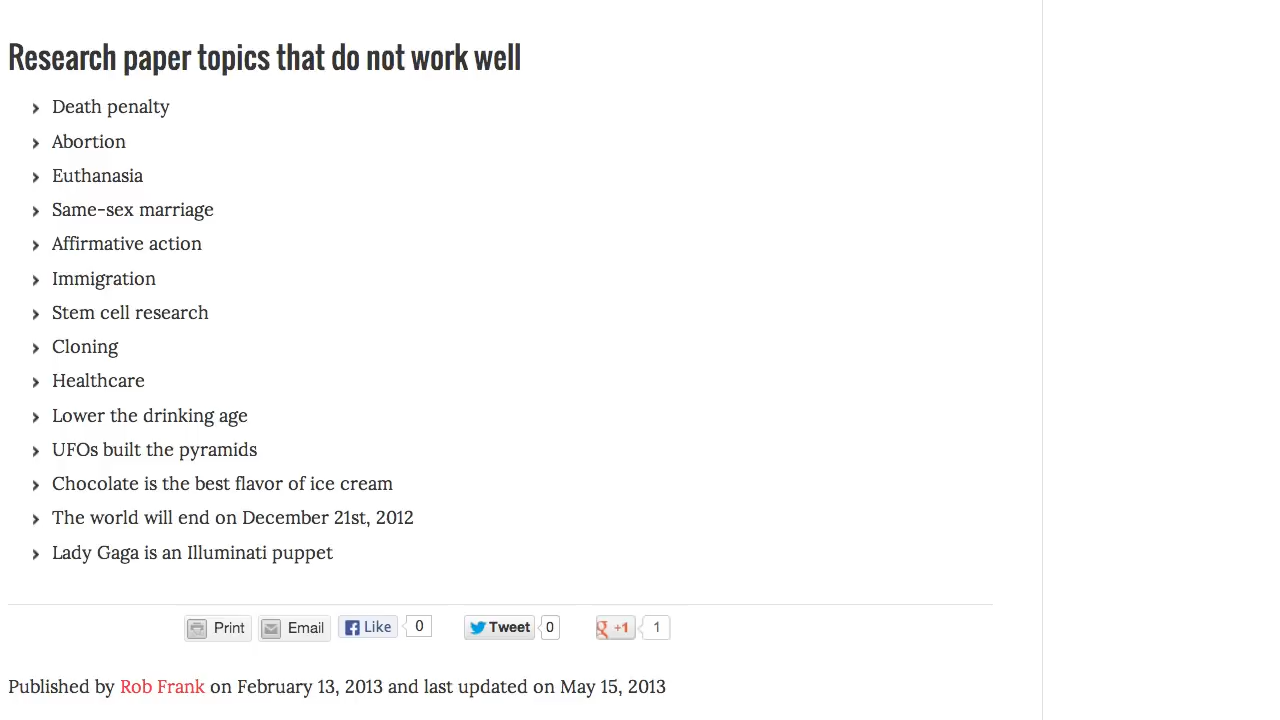 Research paper topics that do not work well
Death penalty
Abortion
Euthanasia
Same-sex marriage
Affirmative action
Immigration
Stem cell research
Cloning
Healthcare
Lower the drinking age
UFOs built the pyramids
Chocolate is the best flavor of ice cream
The world will end on December 21st, 2012
Lady Gaga is an Illuminati puppet
Print Email Like 0 Tweet 0 g +1 1
Published by Rob Frank on February 13, 2013 and last updated on May 15, 2013